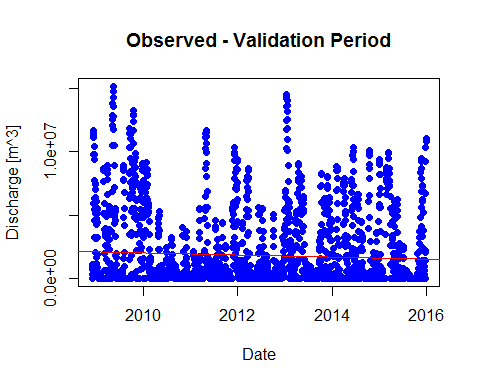 Observed - Validation Period
Discharge [m^3]
1.0e+07
0.0e+00
2010 2012 2014 2016
Date